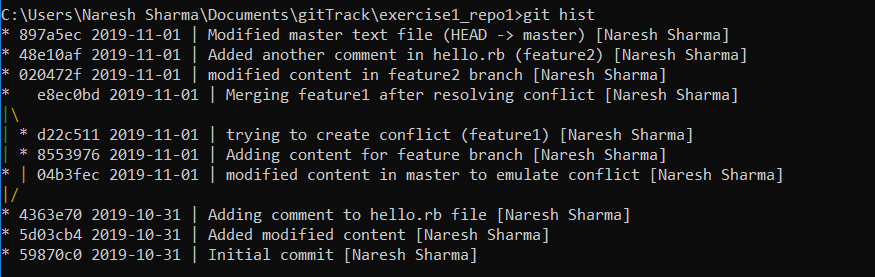 C:\Users\Naresh Sharma\Documents\gitTrack\exercise1_repo1>git hist
* 897a5ec 2019-11-01 | Modified master text file (HEAD -> master) [Naresh Sharma]
* 48e10af 2019-11-01 | Added another comment in hello.rb (feature2) [Naresh Sharma]
* 020472f 2019-11-01 | modified content in feature2 branch [Naresh Sharma]
*   e8ec0bd 2019-11-01 | Merging feature1 after resolving conflict [Naresh Sharma]
|\
| * d22c511 2019-11-01 | trying to create conflict (feature1) [Naresh Sharma]
| * 8553976 2019-11-01 | Adding content for feature branch [Naresh Sharma]
* | 04b3fec 2019-11-01 | modified content in master to emulate conflict [Naresh Sharma]
|/
* 4363e70 2019-10-31 | Adding comment to hello.rb file [Naresh Sharma]
* 5d03cb4 2019-10-31 | Added modified content [Naresh Sharma]
* 59870c0 2019-10-31 | Initial commit [Naresh Sharma]